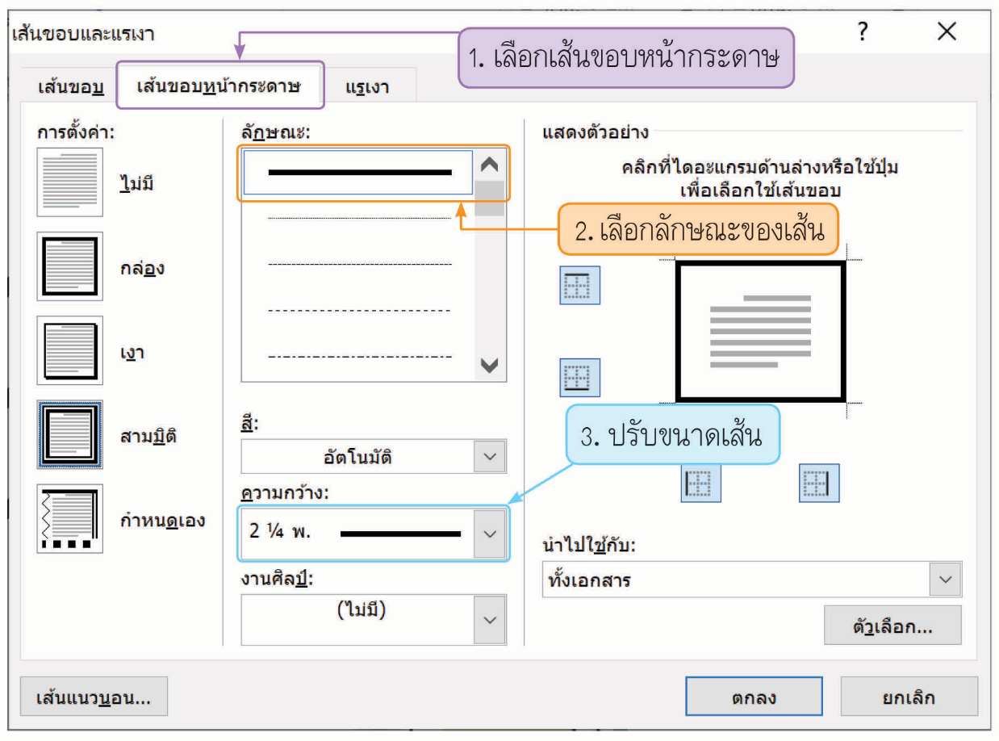 เส้นขอบและแรเงา
?
1. เลือกเส้นขอบหน้ากระดาษ
เส้นขอบ
เส้นขอบหน้ากระดาษ
แรเงา
การตั้งค่า:
ไม่มี
กล่อง
เงา
สามมิติ
กำหนดเอง
ลักษณะ:
2. เลือกลักษณะของเส้น
สี:
อัตโนมัติ
ความกว้าง:
2 ¼ พ.
งานศิลป์:
(ไม่มี)
แสดงตัวอย่าง
คลิกที่ไดอะแกรมด้านล่างหรือใช้ปุ่ม
เพื่อเลือกใช้เส้นขอบ
3. ปรับขนาดเส้น
นำไปใช้กับ:
ทั้งเอกสาร
ตัวเลือก...
เส้นแนวนอน...
ตกลง
ยกเลิก